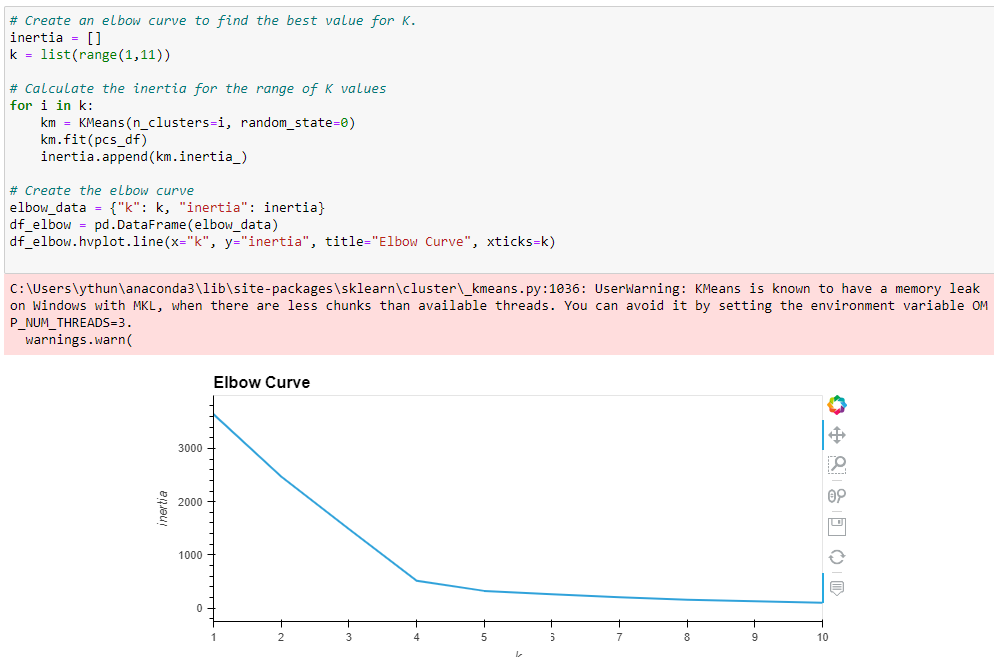 # Create an elbow curve to find the best value for K.
inertia = []
k = list(range(1,11))
# Calculate the inertia for the range of K values
for i in k:
    km = KMeans(n_clusters=i, random_state=0)
    km.fit(pcs_df)
    inertia.append(km.inertia_)
# Create the elbow curve
elbow_data = {"k": k, "inertia": inertia}
df_elbow = pd.DataFrame(elbow_data)
df_elbow.hvplot.line(x="k", y="inertia", title="Elbow Curve", xticks=k)
C:\Users\ythun\anaconda3\lib\site-packages\sklearn\cluster\_kmeans.py:1036: UserWarning: KMeans is known to have a memory leak
on Windows with MKL, when there are less chunks than available threads. You can avoid it by setting the environment variable OM
P_NUM_THREADS=3.
  warnings.warn(
Elbow Curve
3000
2000
1000
0
inertia
1 2 3 4 5 6 7 8 9 10
k